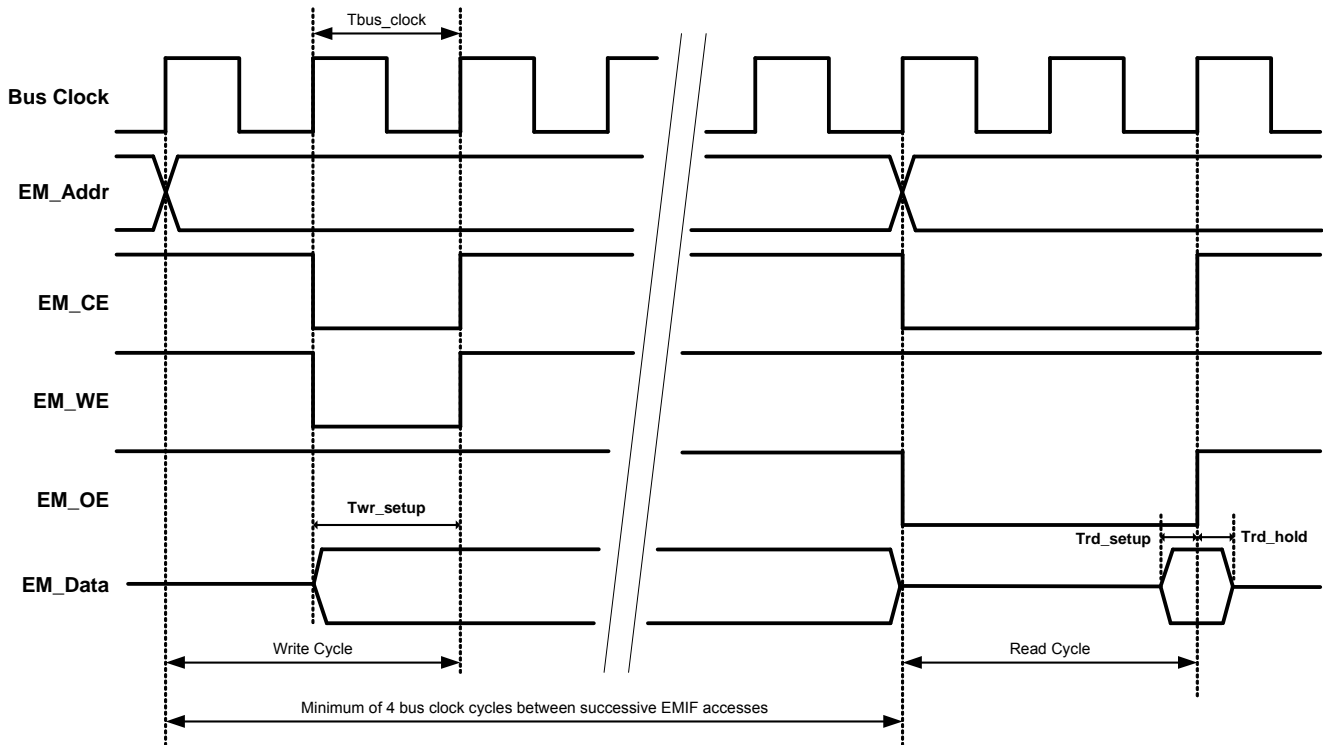 Tbus_clock
Bus Clock
EM_Addr
EM_CE
EM_WE
EM_OE
Twr_setup
Trd_setup
Trd_hold
EM_Data
Write Cycle
Read Cycle
Minimum of 4 bus clock cycles between successive EMIF accesses